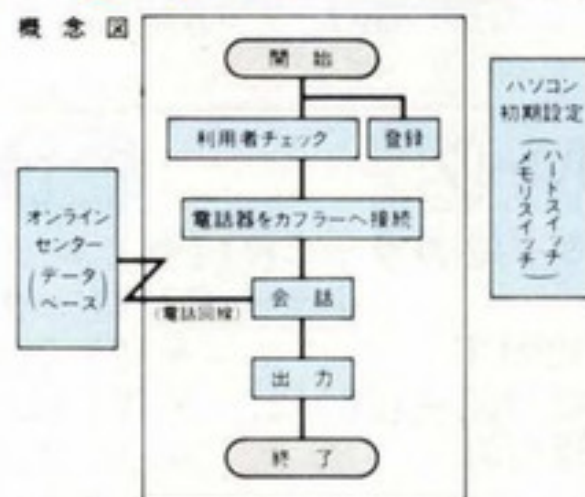 概念図
開始
利用者チェック
登録
電話器をカプラーへ接続
オンライン
センター
(データ
ベース)
(電話回線)
会話
出力
終了
パソコン
初期設定
(ハードスイッチ
メモリスイッチ)